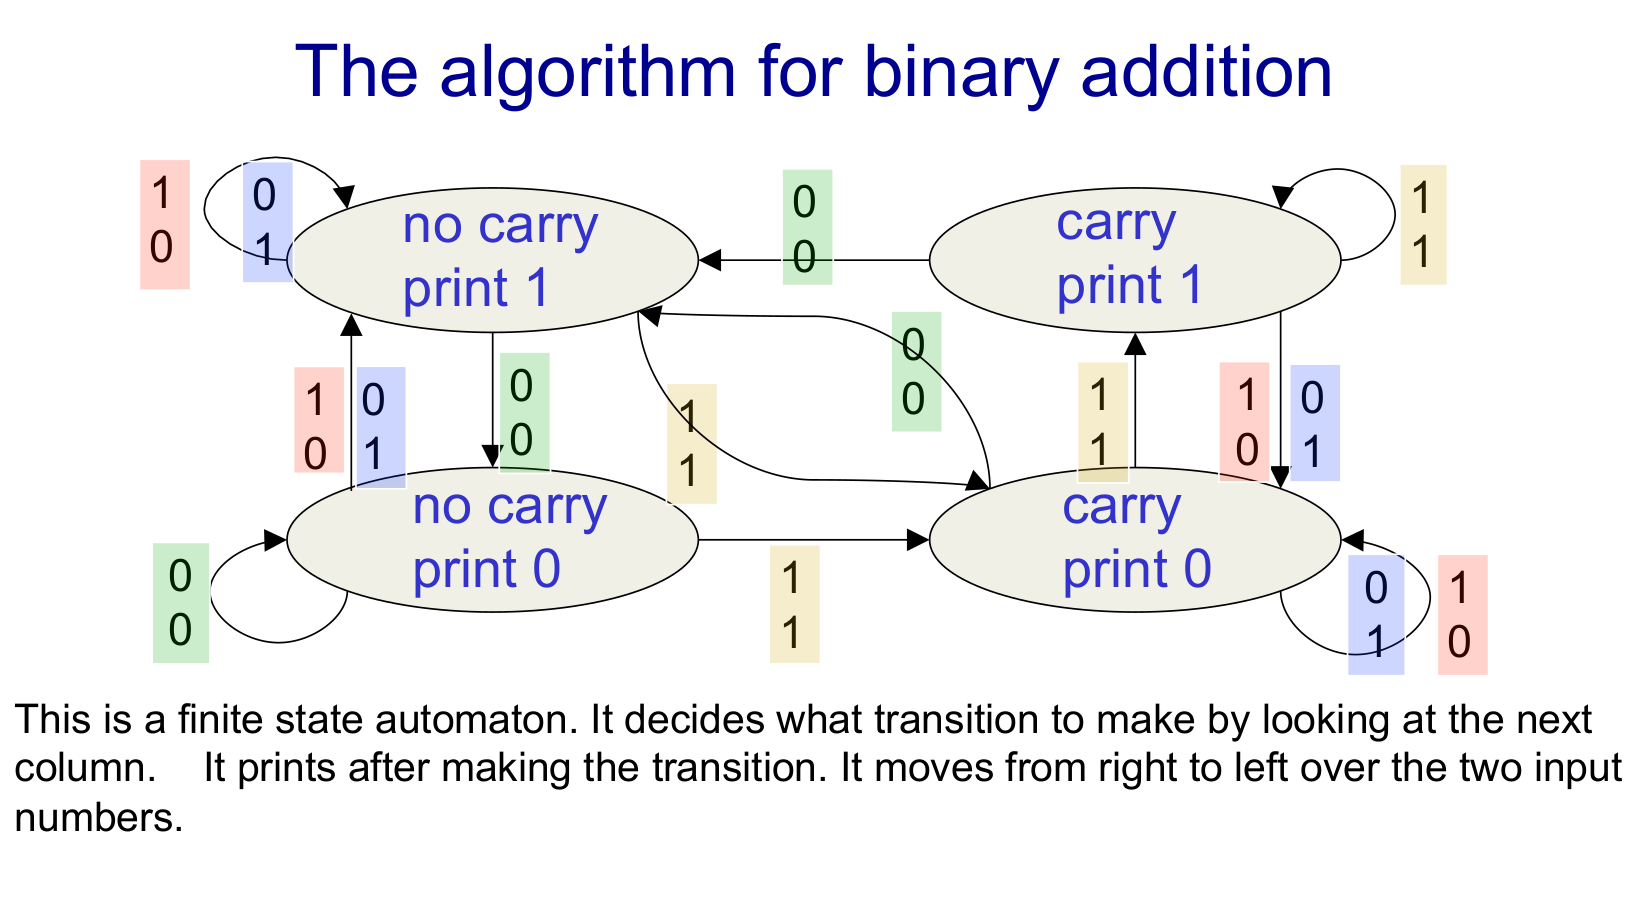 The algorithm for binary addition
1
0
0
1
no carry
print 1
0
0
carry
print 1
1
1
1
0
0
1
0
0
1
1
0
0
1
1
1
0
0
1
no carry
print 0
carry
print 0
0
0
1
1
0
1
1
0
This is a finite state automaton. It decides what transition to make by looking at the next
column. It prints after making the transition. It moves from right to left over the two input
numbers.